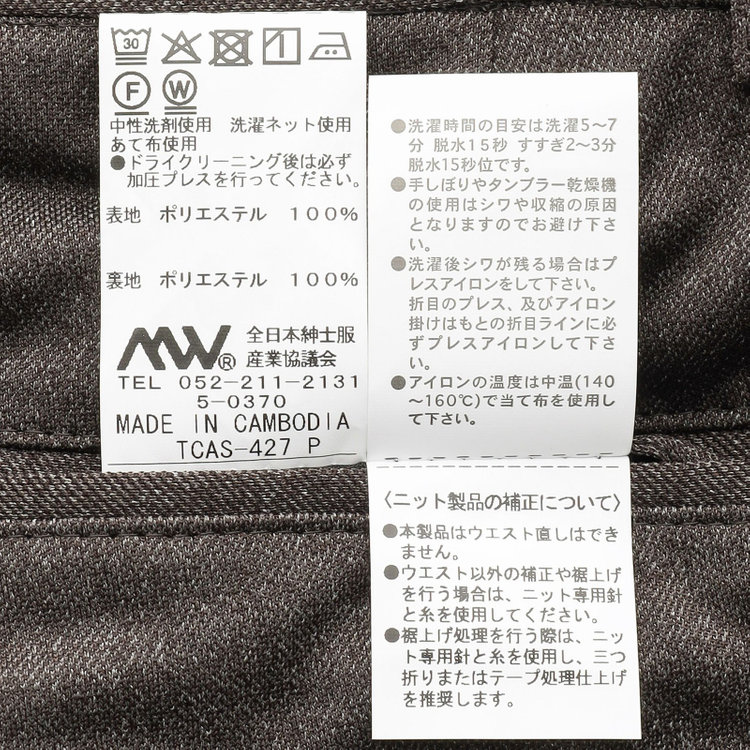 30
F W
中性洗剤使用 洗濯ネット使用
あて布使用
●ドライクリーニング後は必ず
加圧プレスを行ってください。
表地 ポリエステル 100%
裏地 ポリエステル 100%
MW® 全日本紳士服
産業協議会
TEL 052-211-2131
5-0370
MADE IN CAMBODIA
TCAS-427 P
●洗濯時間の目安は洗濯5～7
分 脱水15秒 すすぎ2～3分
脱水15秒位です。
●手しぼりやタンブラー乾燥機
の使用はシワや収縮の原因
となりますのでお避け下さ
い。
●洗濯後シワが残る場合はプ
レスアイロンをして下さい。
折目のプレス、及びアイロン
掛けはもとの折目ラインに必
ずプレスアイロンして下さ
い。
●アイロンの温度は中温(140
～160℃)で当て布を使用し
て下さい。
〈ニット製品の補正について〉
●本製品はウエスト直しはでき
ません。
●ウエスト以外の補正や裾上げ
を行う場合は、ニット専用針
と糸を使用してください。
●裾上げ処理を行う際は、ニッ
ト専用針と糸を使用し、三つ
折りまたはテープ処理仕上げ
を推奨します。